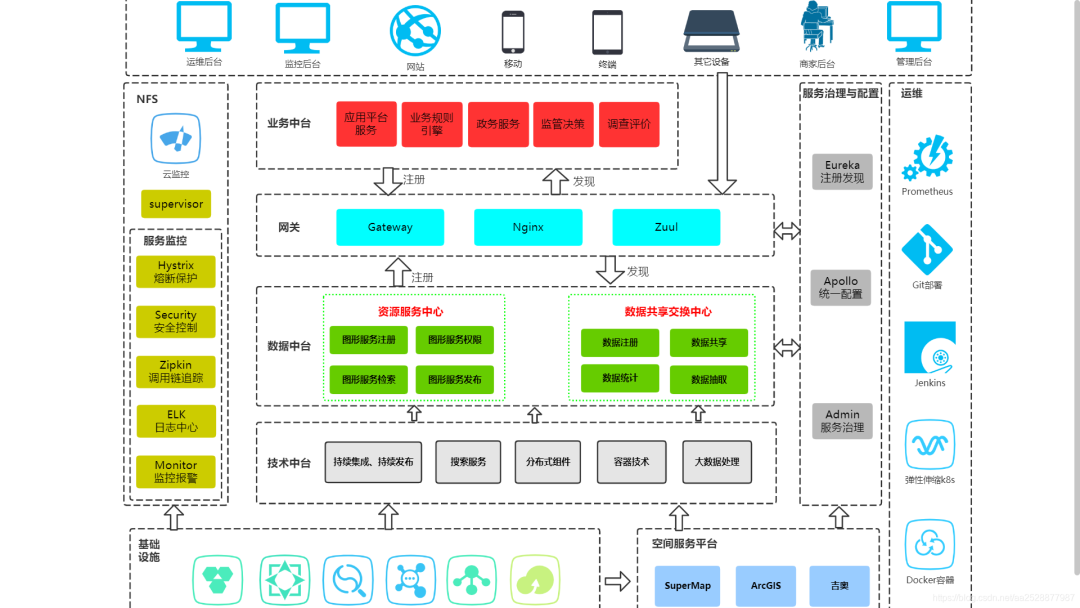 运维后台
监控后台
网站
移动
终端
其它设备
商家后台
管理后台
NFS
云监控
supervisor
服务监控
Hystrix
熔断保护
Security
安全控制
Zipkin
调用链追踪
ELK
日志中心
Monitor
监控报警
业务中台
应用平台
服务
业务规则
引擎
政务服务
监管决策
调查评价
注册
发现
网关
Gateway
Nginx
Zuul
注册
发现
数据中台
资源服务中心
图形服务注册
图形服务权限
图形服务检索
图形服务发布
数据共享交换中心
数据注册
数据共享
数据统计
数据抽取
技术中台
持续集成、持续发布
搜索服务
分布式组件
容器技术
大数据处理
服务治理与配置
Eureka
注册发现
Apollo
统一配置
Admin
服务治理
运维
Prometheus
Git部署
Jenkins
弹性伸缩k8s
Docker容器
基础
设施
空间服务平台
SuperMap
ArcGIS
吉奥